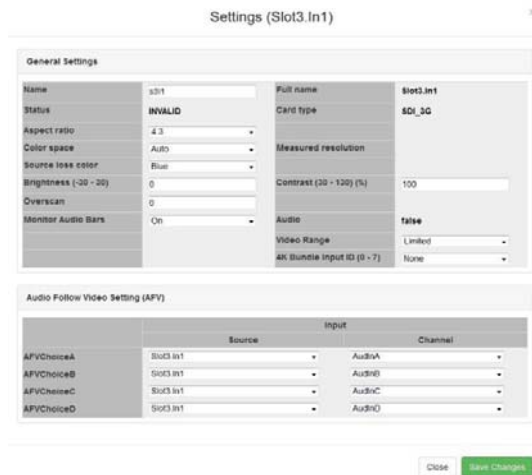 Settings (Slot3.In1)
General Settings
Name s3i1 Full name Slot3.In1
Status INVALID Card type SDI_3G
Aspect ratio 4:3
Color space Auto Measured resolution
Source loss color Blue
Brightness (-30 - 30) 0 Contrast (30 - 130) (%) 100
Overscan 0
Monitor Audio Bars On Audio false
Video Range Limited
4K Bundle Input ID (0 - 7) None
Audio Follow Video Setting (AFV)
Input
Source Channel
AFVChoiceA Slot3.In1 AudInA
AFVChoiceB Slot3.In1 AudInB
AFVChoiceC Slot3.In1 AudInC
AFVChoiceD Slot3.In1 AudInD
Close Save Changes